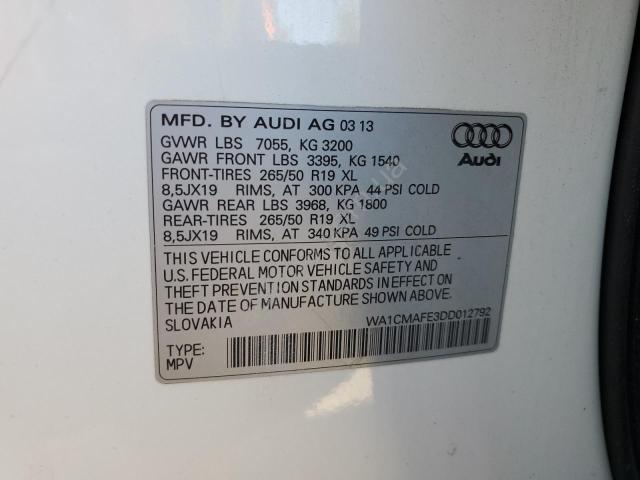 MFD. BY AUDI AG 03 13
GVWR LBS 7055, KG 3200
GAWR FRONT LBS 3395, KG 1540
FRONT-TIRES 265/50 R19 XL
8,5JX19 RIMS, AT 300 KPA 44 PSI COLD
GAWR REAR LBS 3968, KG 1800
REAR-TIRES 265/50 R19 XL
8,5JX19 RIMS, AT 340 KPA 49 PSI COLD
Audi
THIS VEHICLE CONFORMS TO ALL APPLICABLE
U.S. FEDERAL MOTOR VEHICLE SAFETY AND
THEFT PREVENTION STANDARDS IN EFFECT ON
THE DATE OF MANUFACTURE SHOWN ABOVE.
SLOVAKIA
WA1CMAFE3DD012792
TYPE:
MPV